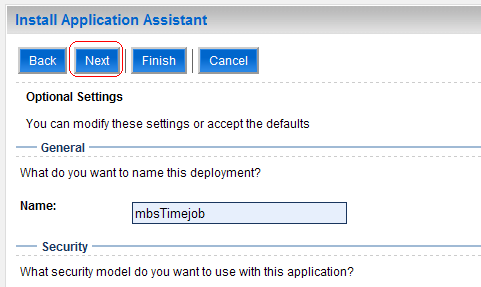 Install Application Assistant
Back Next Finish Cancel
Optional Settings
You can modify these settings or accept the defaults
General
What do you want to name this deployment?
Name: mbsTimejob
Security
What security model do you want to use with this application?